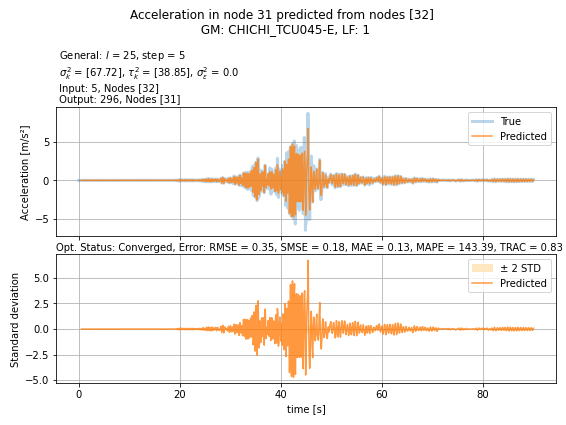 Acceleration in node 31 predicted from nodes [32]
GM: CHICHI_TCU045-E, LF: 1
General: l = 25, step = 5
σ²ₖ = [67.72], τ²ₖ = [38.85], σ²ε = 0.0
Input: 5, Nodes [32]
Output: 296, Nodes [31]
Acceleration [m/s²]
5
0
−5
True
Predicted
Opt. Status: Converged, Error: RMSE = 0.35, SMSE = 0.18, MAE = 0.13, MAPE = 143.39, TRAC = 0.83
Standard deviation
5.0
2.5
0.0
−2.5
−5.0
± 2 STD
Predicted
0 20 40 60 80
time [s]